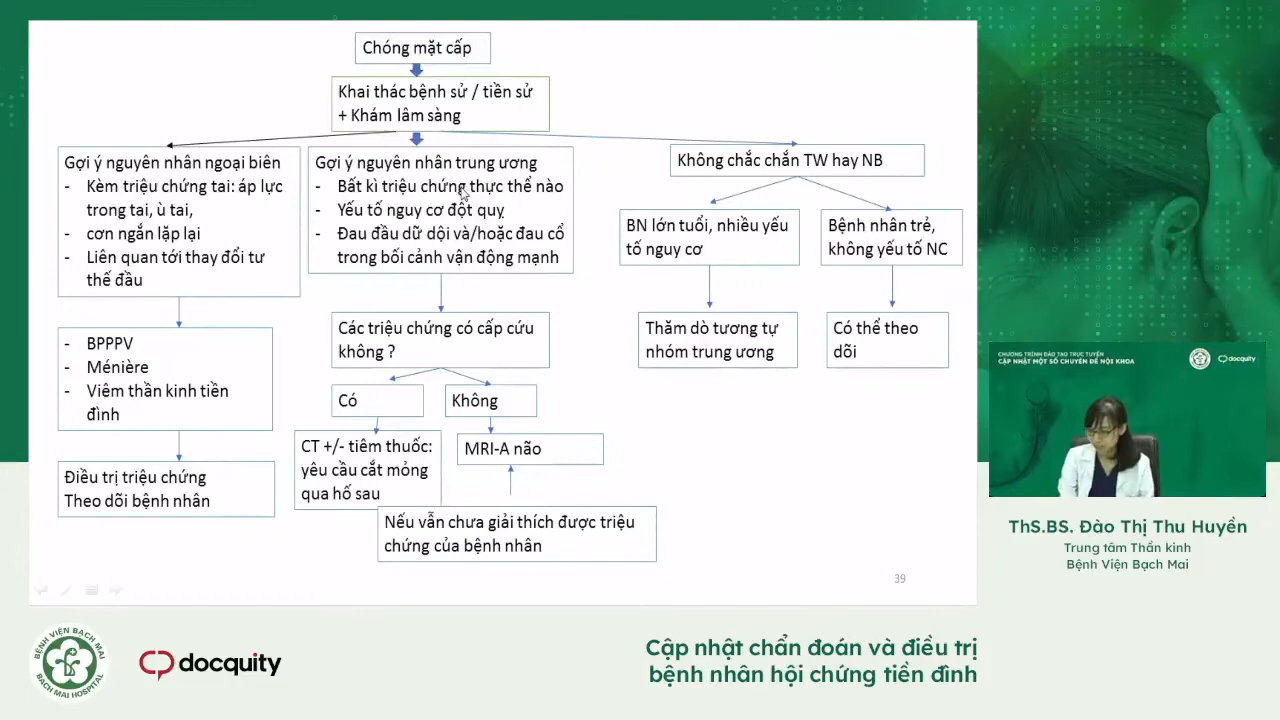 Chóng mặt cấp
Khai thác bệnh sử / tiền sử
+ Khám lâm sàng
Gợi ý nguyên nhân ngoại biên
- Kèm triệu chứng tai: áp lực
trong tai, ù tai,
- cơn ngắn lặp lại
- Liên quan tới thay đổi tư
thế đầu
Gợi ý nguyên nhân trung ương
- Bất kì triệu chứng thực thể nào
- Yếu tố nguy cơ đột quỵ
- Đau đầu dữ dội và/hoặc đau cổ
trong bối cảnh vận động mạnh
Không chắc chắn TW hay NB
BN lớn tuổi, nhiều yếu
tố nguy cơ
Bệnh nhân trẻ,
không yếu tố NC
- BPPPV
- Ménière
- Viêm thần kinh tiền
đình
Các triệu chứng có cấp cứu
không ?
Thăm dò tương tự
nhóm trung ương
Có thể theo
dõi
Có
Không
CT +/- tiêm thuốc:
yêu cầu cắt mỏng
qua hố sau
MRI-A não
Điều trị triệu chứng
Theo dõi bệnh nhân
Nếu vẫn chưa giải thích được triệu
chứng của bệnh nhân
39
CHƯƠNG TRÌNH ĐÀO TẠO TRỰC TUYẾN
CẬP NHẬT MỘT SỐ CHUYÊN ĐỀ NỘI KHOA
docquity
ThS.BS. Đào Thị Thu Huyền
Trung tâm Thần kinh
Bệnh Viện Bạch Mai
BỆNH VIỆN BẠCH MAI
BACH MAI HOSPITAL
docquity
Cập nhật chẩn đoán và điều trị
bệnh nhân hội chứng tiền đình